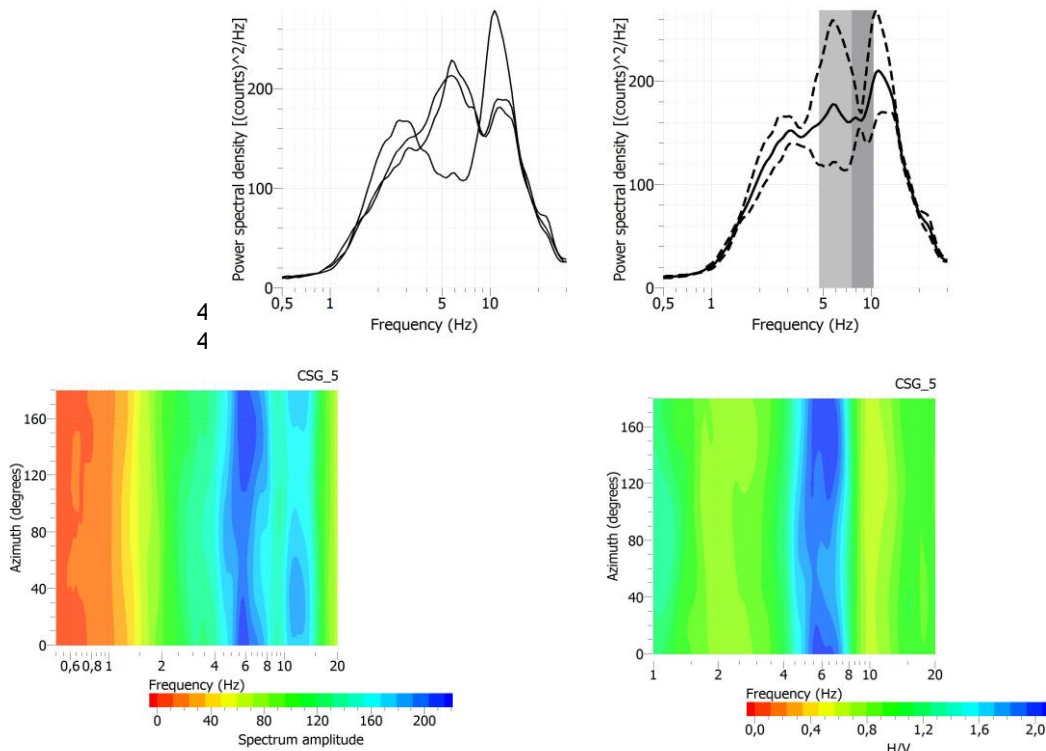 Power spectral density [(counts)^2/Hz]
200
100
0
0,5
1
5
10
Frequency (Hz)
Power spectral density [(counts)^2/Hz]
200
100
0
0,5
1
5
10
Frequency (Hz)
4
4
CSG_5
Azimuth (degrees)
160
120
80
40
0
0,6 0,8 1 2 4 6 8 10 20
Frequency (Hz)
0 40 80 120 160 200
Spectrum amplitude
CSG_5
Azimuth (degrees)
160
120
80
40
0
1 2 4 6 8 10 20
Frequency (Hz)
0,0 0,4 0,8 1,2 1,6 2,0
H/V